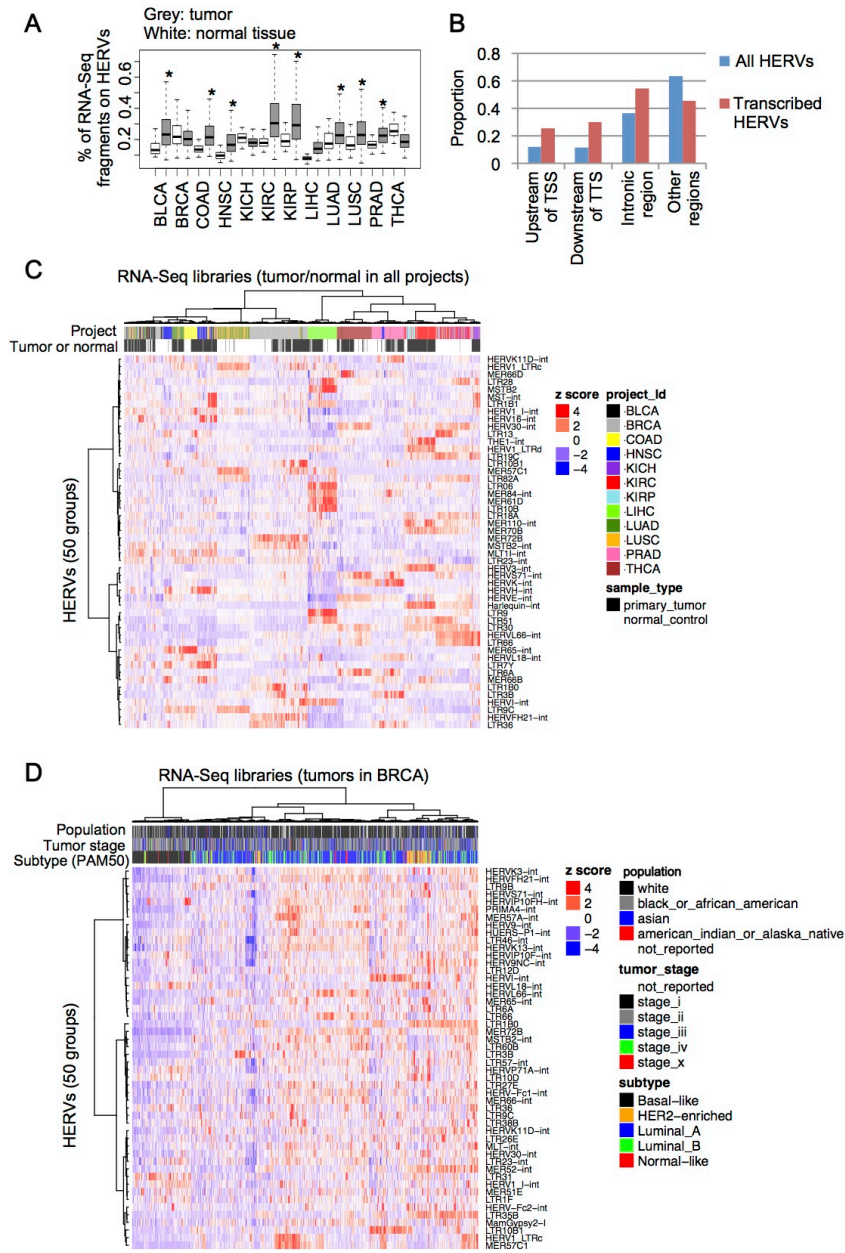 A
Grey: tumor
White: normal tissue
% of RNA-Seq
fragments on HERVs
0.2
0.4
0.6
*
*
*
*
*
*
*
*
BLCA
BRCA
COAD
HNSC
KICH
KIRC
KIRP
LIHC
LUAD
LUSC
PRAD
THCA
B
Proportion
0.8
0.6
0.4
0.2
0
Upstream
of TSS
Downstream
of TTS
Intronic
region
Other
regions
All HERVs
Transcribed
HERVs
C
RNA-Seq libraries (tumor/normal in all projects)
Project
Tumor or normal
HERVs (50 groups)
HERVK11D-int
HERV1_LTRc
MER66D
LTR28
MSTB2
MST-int
LTR1B1
HERV1_I-int
HERV16-int
HERV30-int
LTR13
THE1-int
HERV1_LTRd
LTR19C
LTR10B1
MER57C1
LTR82A
LTR06
MER84-int
MER61D
LTR10B
LTR18A
MER110-int
MER70B
MER72B
MSTB2-int
MLT1I-int
LTR23-int
HERV3-int
HERVS71-int
HERVK-int
HERVH-int
HERVE-int
Harlequin-int
LTR9
LTR51
LTR30
HERVL66-int
LTR66
MER65-int
HERVL18-int
LTR7Y
LTR6A
MER66B
LTR1B0
LTR3B
HERVI-int
LTR9C
HERVFH21-int
LTR36
z score
4
2
0
-2
-4
project_Id
BLCA
BRCA
COAD
HNSC
KICH
KIRC
KIRP
LIHC
LUAD
LUSC
PRAD
THCA
sample_type
primary_tumor
normal_control
D
RNA-Seq libraries (tumors in BRCA)
Population
Tumor stage
Subtype (PAM50)
HERVs (50 groups)
HERVK3-int
HERVFH21-int
LTR9B
HERVS71-int
HERVIP10FH-int
PRIMA4-int
MER57A-int
HERV9-int
HUERS-P1-int
LTR46-int
HERVK13-int
HERVIP10F-int
HERV9NC-int
LTR12D
HERVI-int
HERVL18-int
HERVL66-int
MER65-int
LTR6A
LTR66
LTR1B0
MER72B
MSTB2-int
LTR60B
LTR3B
LTR57-int
HERVP71A-int
LTR10D
LTR27E
HERV-Fc1-int
MER66-int
LTR36
LTR9C
LTR38B
HERVK11D-int
LTR26E
MLT-int
HERV30-int
LTR23-int
MER52-int
LTR31
HERV1_I-int
MER51E
LTR1F
HERV-Fc2-int
LTR35B
MamGypsy2-I
LTR10B1
HERV1_LTRc
MER57C1
z score
4
2
0
-2
-4
population
white
black_or_african_american
asian
american_indian_or_alaska_native
not_reported
tumor_stage
not_reported
stage_i
stage_ii
stage_iii
stage_iv
stage_x
subtype
Basal-like
HER2-enriched
Luminal_A
Luminal_B
Normal-like